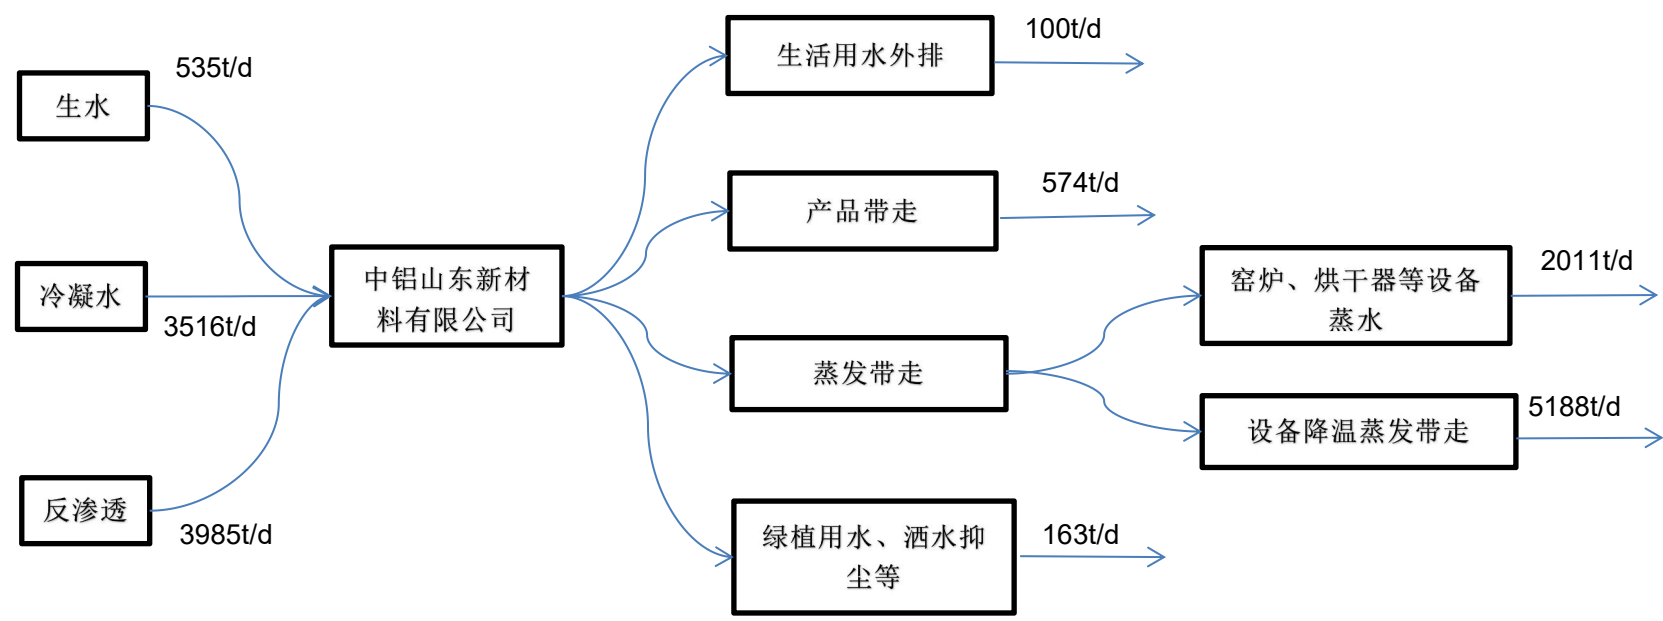 生水
535t/d
冷凝水
3516t/d
反渗透
3985t/d
中铝山东新材
料有限公司
生活用水外排
100t/d
产品带走
574t/d
蒸发带走
窑炉、烘干器等设备
蒸水
2011t/d
设备降温蒸发带走
5188t/d
绿植用水、洒水抑
尘等
163t/d